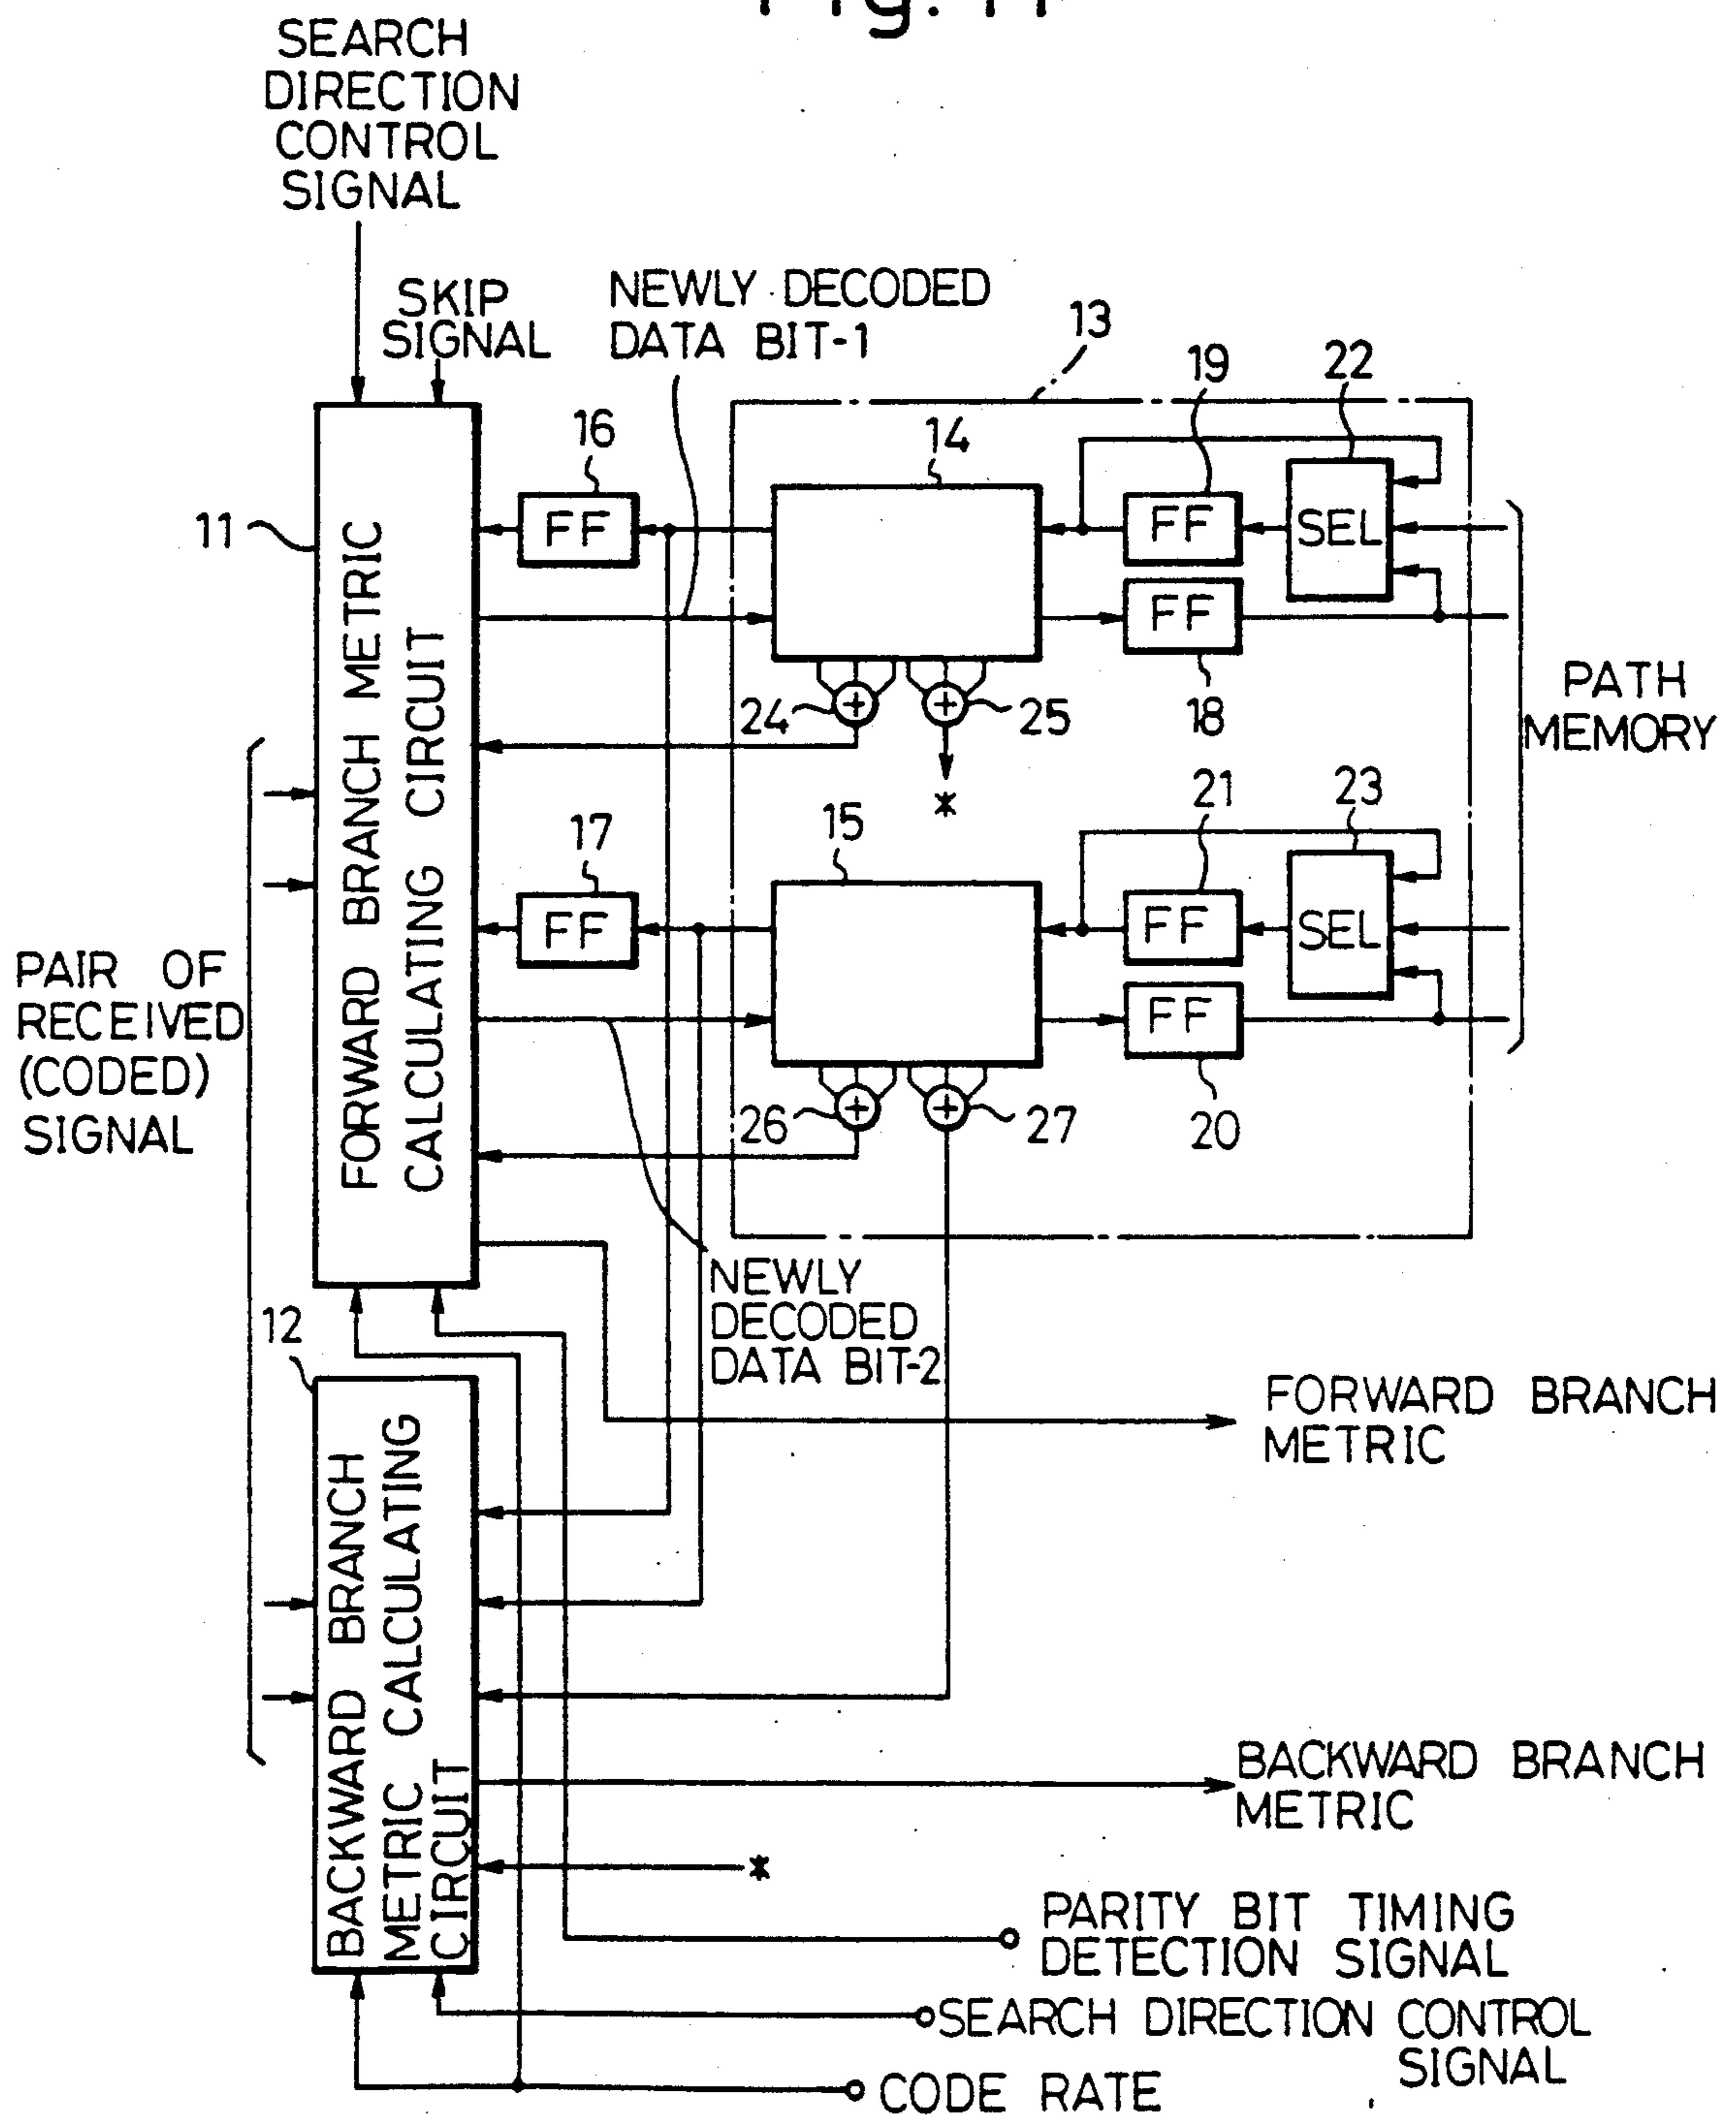 Fig. 11
SEARCH
DIRECTION
CONTROL
SIGNAL
SKIP
SIGNAL
NEWLY DECODED
DATA BIT-1
13
19
22
16
14
11
FF
FF
SEL
FF
FORWARD BRANCH METRIC
CALCULATING CIRCUIT
24
25
18
PATH
MEMORY
*
21
23
17
15
FF
FF
SEL
FF
PAIR OF
RECEIVED
(CODED)
SIGNAL
26
27
20
NEWLY
DECODED
DATA BIT-2
12
FORWARD BRANCH
METRIC
BACKWARD BRANCH
METRIC CALCULATING
CIRCUIT
BACKWARD BRANCH
METRIC
*
PARITY BIT TIMING
DETECTION SIGNAL
SEARCH DIRECTION CONTROL
SIGNAL
CODE RATE